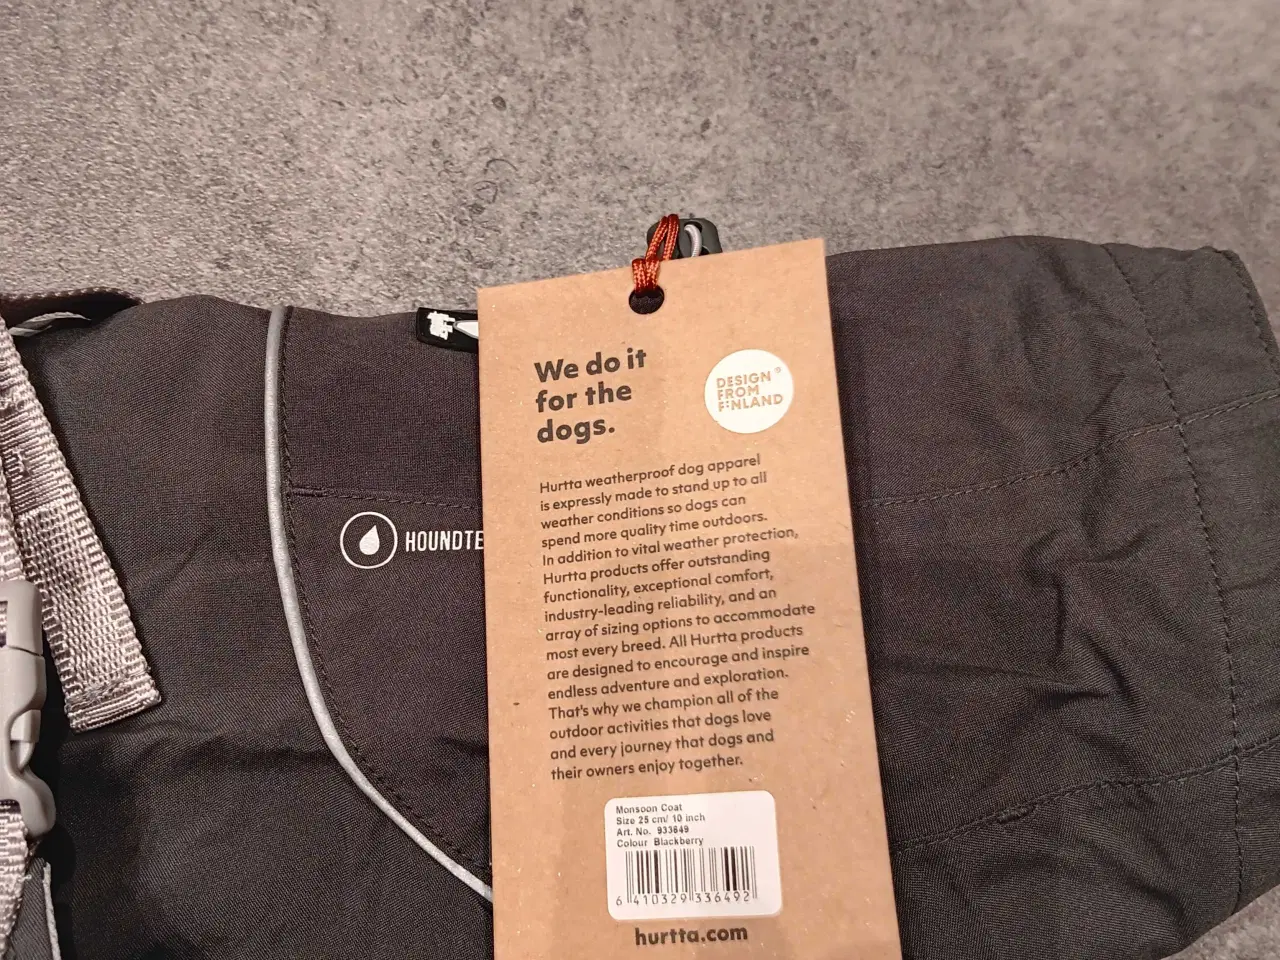 We do it
for the
dogs.
DESIGN
FROM
FINLAND
Hurtta weatherproof dog apparel
is expressly made to stand up to all
weather conditions so dogs can
spend more quality time outdoors.
In addition to vital weather protection,
Hurtta products offer outstanding
functionality, exceptional comfort,
industry-leading reliability, and an
array of sizing options to accommodate
most every breed. All Hurtta products
are designed to encourage and inspire
endless adventure and exploration.
That's why we champion all of the
outdoor activities that dogs love
and every journey that dogs and
their owners enjoy together.
Monsoon Coat
Size 25 cm/ 10 inch
Art. No. 933649
Colour Blackberry
6 410329 336492
hurtta.com
HOUNDTE